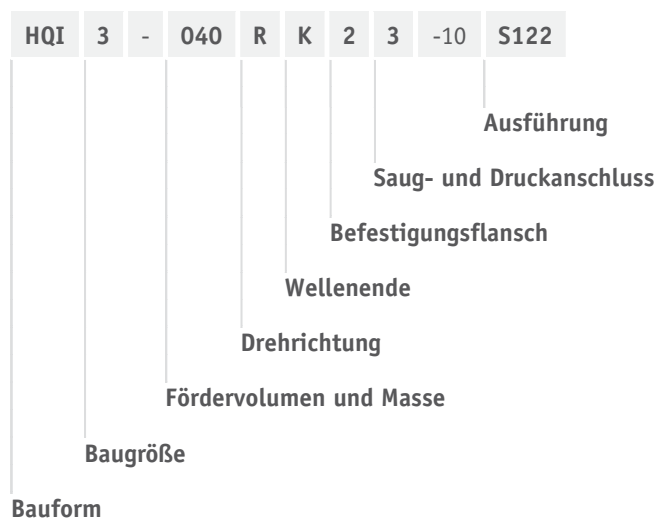 HQI 3 - 040 R K 2 3 -10 S122
Ausführung
Saug- und Druckanschluss
Befestigungsflansch
Wellenende
Drehrichtung
Fördervolumen und Masse
Baugröße
Bauform